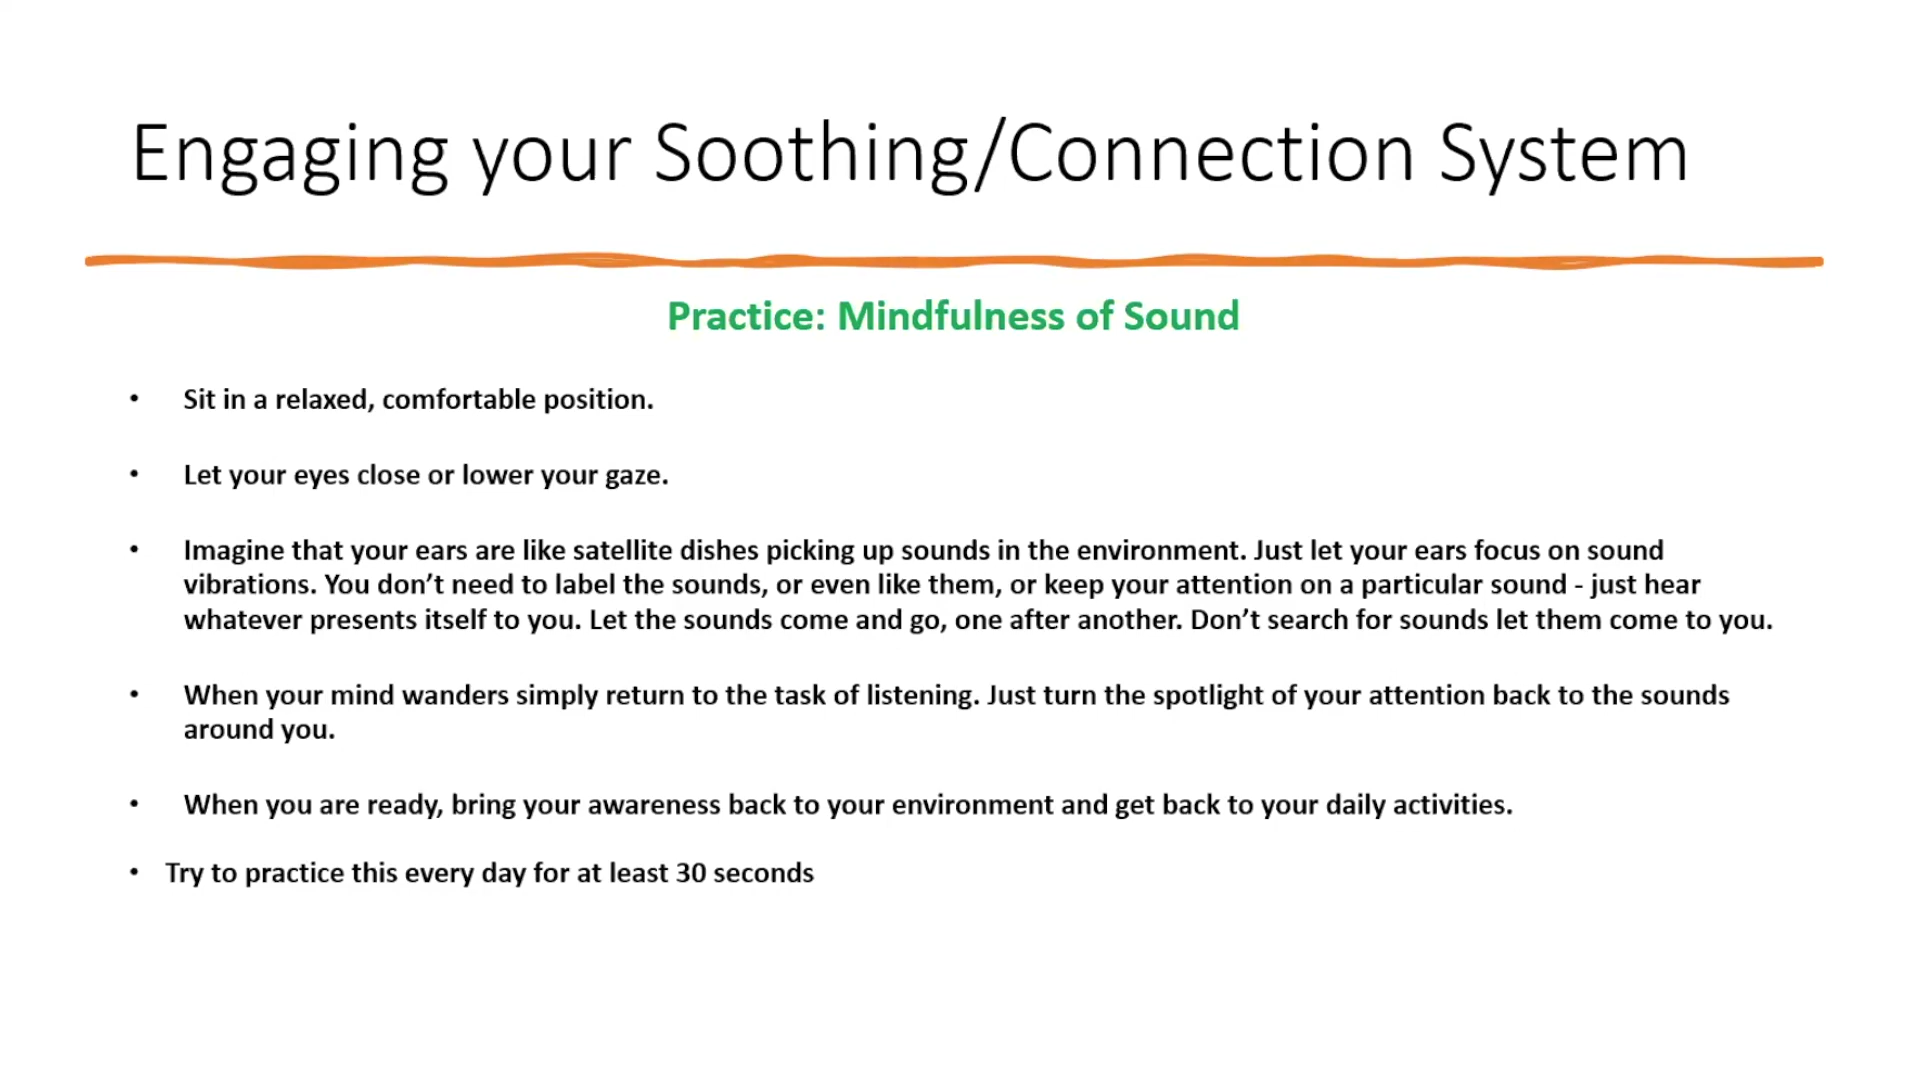 Engaging your Soothing/Connection System
Practice: Mindfulness of Sound
• Sit in a relaxed, comfortable position.
• Let your eyes close or lower your gaze.
• Imagine that your ears are like satellite dishes picking up sounds in the environment. Just let your ears focus on sound
vibrations. You don’t need to label the sounds, or even like them, or keep your attention on a particular sound - just hear
whatever presents itself to you. Let the sounds come and go, one after another. Don’t search for sounds let them come to you.
• When your mind wanders simply return to the task of listening. Just turn the spotlight of your attention back to the sounds
around you.
• When you are ready, bring your awareness back to your environment and get back to your daily activities.
• Try to practice this every day for at least 30 seconds